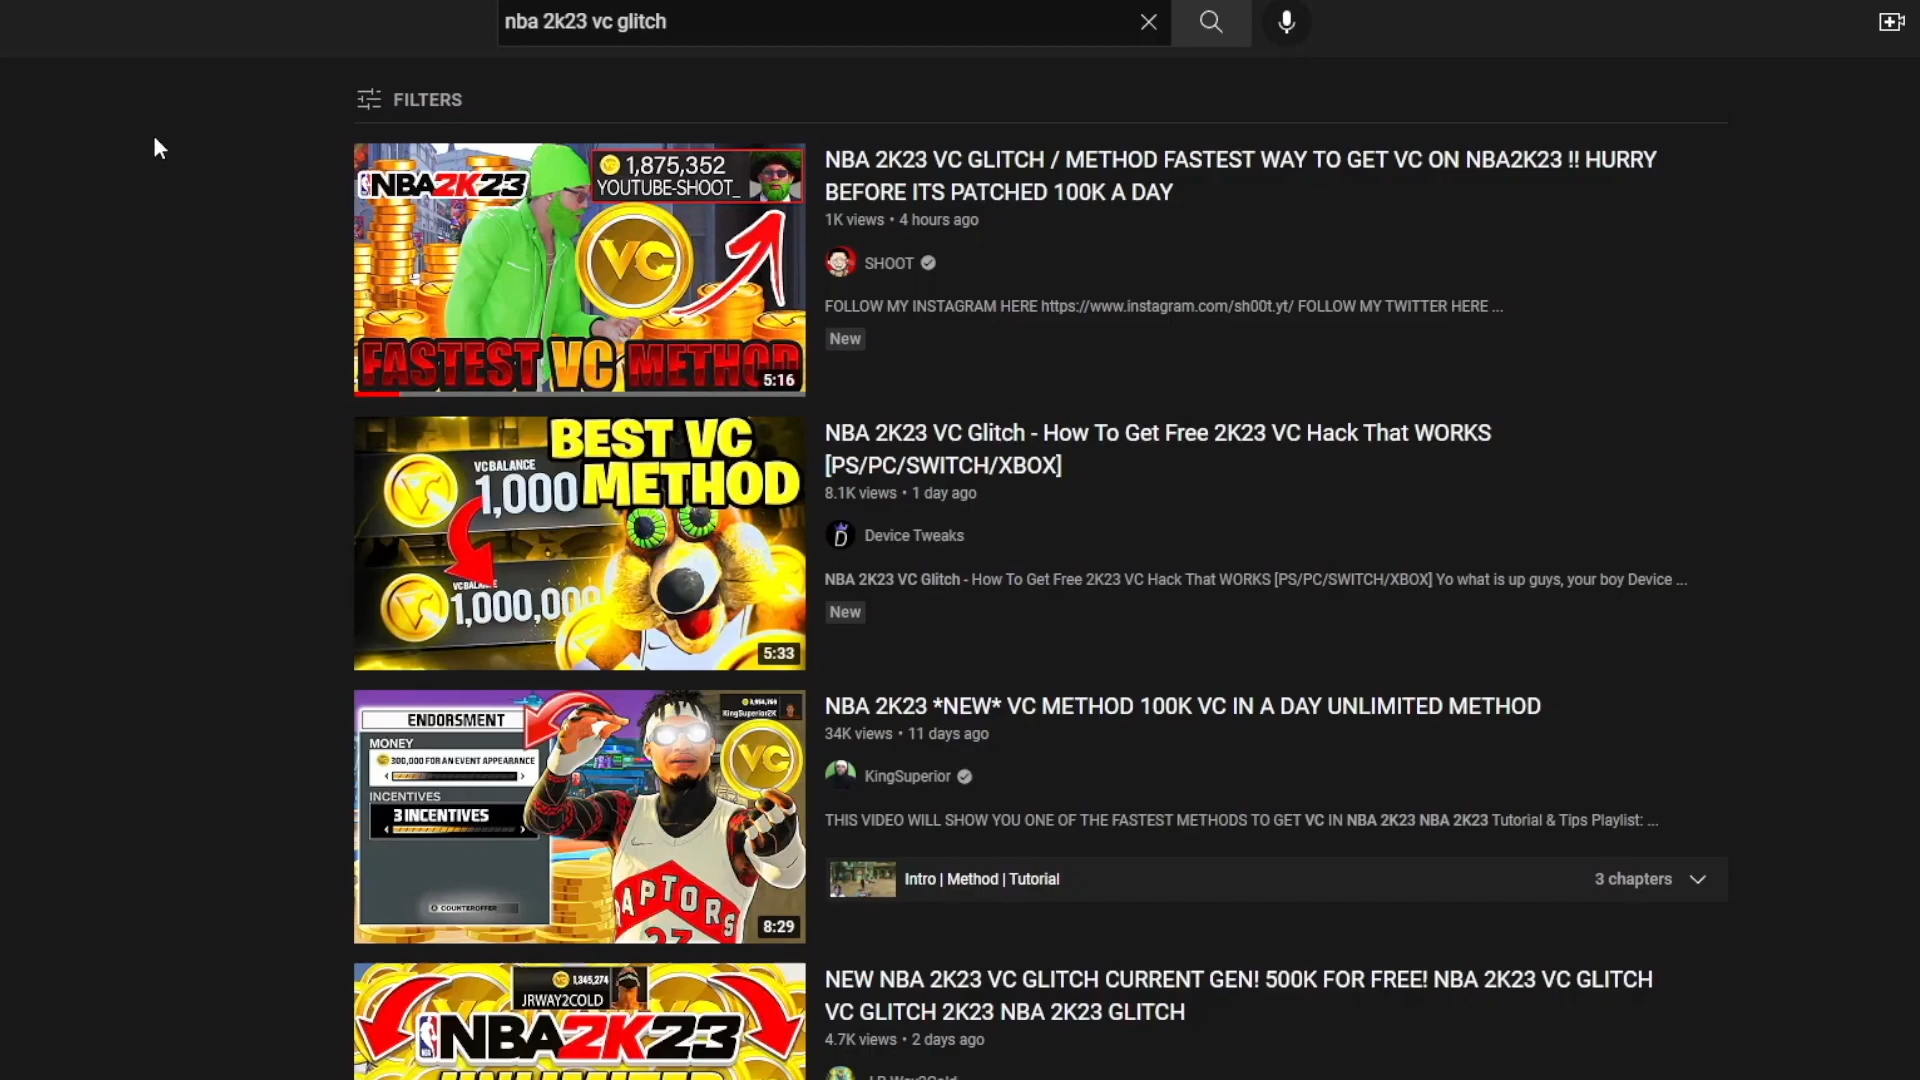 nba 2k23 vc glitch
FILTERS
NBA2K23
1,875,352
YOUTUBE-SHOOT_
VC
FASTEST VC METHOD
5:16
NBA 2K23 VC GLITCH / METHOD FASTEST WAY TO GET VC ON NBA2K23 !! HURRY
BEFORE ITS PATCHED 100K A DAY
1K views • 4 hours ago
SHOOT
FOLLOW MY INSTAGRAM HERE https://www.instagram.com/sh00t.yt/ FOLLOW MY TWITTER HERE ...
New
BEST VC
METHOD
VC BALANCE
1,000
VC BALANCE
1,000,000
5:33
NBA 2K23 VC Glitch - How To Get Free 2K23 VC Hack That WORKS
[PS/PC/SWITCH/XBOX]
8.1K views • 1 day ago
Device Tweaks
NBA 2K23 VC Glitch - How To Get Free 2K23 VC Hack That WORKS [PS/PC/SWITCH/XBOX] Yo what is up guys, your boy Device ...
New
ENDORSMENT
MONEY
300,000 FOR AN EVENT APPEARANCE
INCENTIVES
3 INCENTIVES
COUNTEROFFER
KingSuperior2K
VC
RAPTORS
8:29
NBA 2K23 *NEW* VC METHOD 100K VC IN A DAY UNLIMITED METHOD
34K views • 11 days ago
KingSuperior
THIS VIDEO WILL SHOW YOU ONE OF THE FASTEST METHODS TO GET VC IN NBA 2K23 NBA 2K23 Tutorial & Tips Playlist: ...
Intro | Method | Tutorial
3 chapters
1,345,274
JRWAY2COLD
NBA2K23
UNLIMITED
NEW NBA 2K23 VC GLITCH CURRENT GEN! 500K FOR FREE! NBA 2K23 VC GLITCH
VC GLITCH 2K23 NBA 2K23 GLITCH
4.7K views • 2 days ago